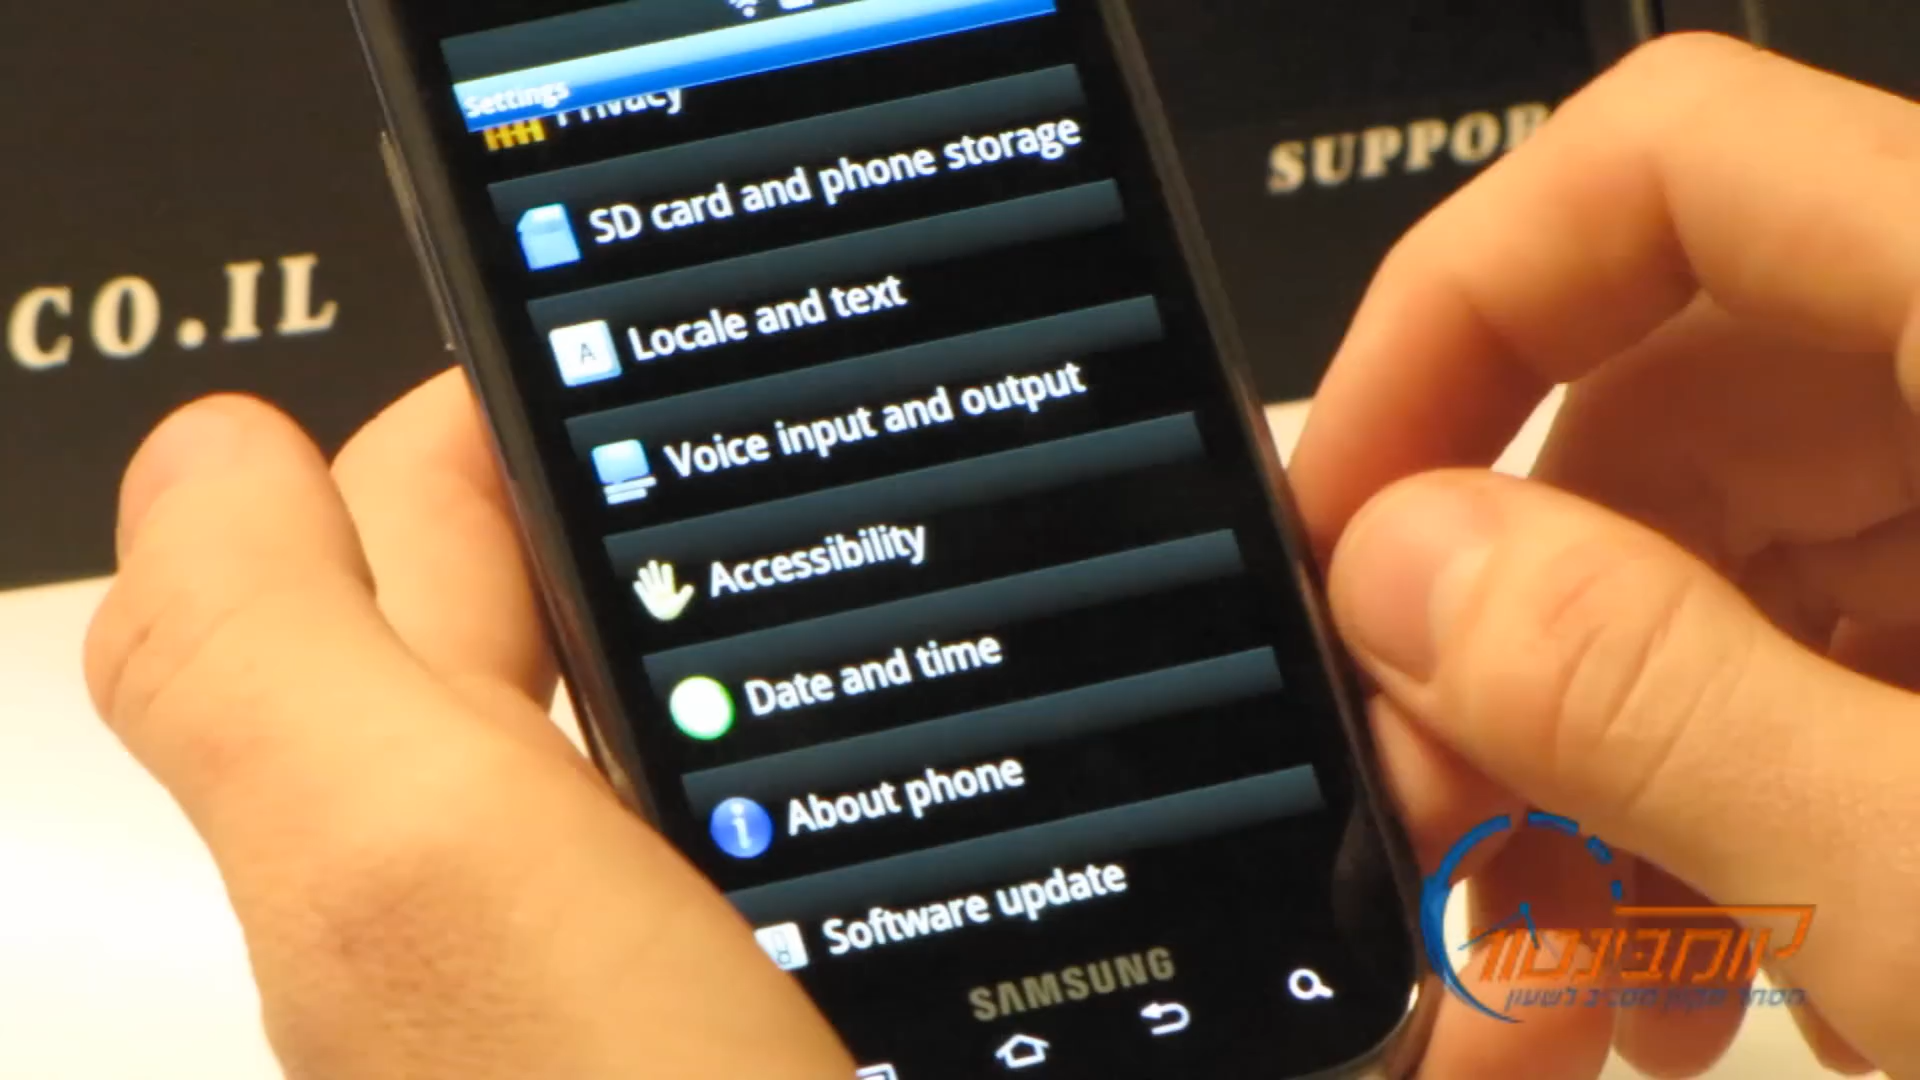 Settings
Privacy
SD card and phone storage
Locale and text
A
Voice input and output
Accessibility
Date and time
About phone
Software update
SAMSUNG
CO.IL
SUPPOR